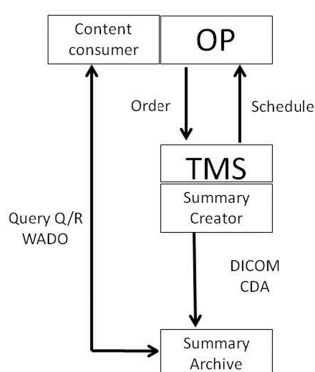 Content
consumer
OP
Order
Schedule
TMS
Summary
Creator
Query Q/R
WADO
DICOM
CDA
Summary
Archive